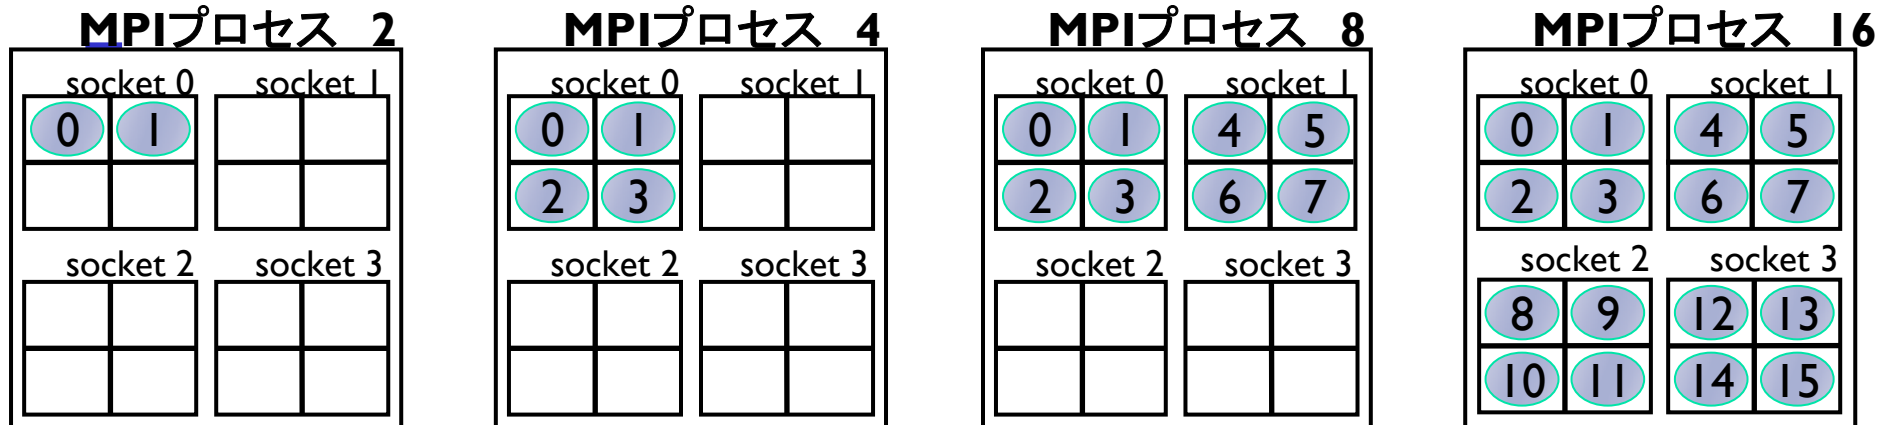 MPIプロセス 2
socket 0 socket 1
0 1
socket 2 socket 3
MPIプロセス 4
socket 0 socket 1
0 1
2 3
socket 2 socket 3
MPIプロセス 8
socket 0 socket 1
0 1 4 5
2 3 6 7
socket 2 socket 3
MPIプロセス 16
socket 0 socket 1
0 1 4 5
2 3 6 7
socket 2 socket 3
8 9 12 13
10 11 14 15